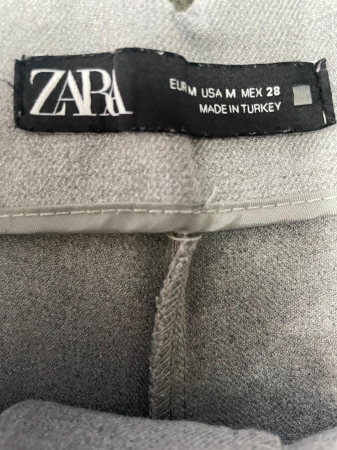 ZARA
EUR M USA M MEX 28
MADE IN TURKEY